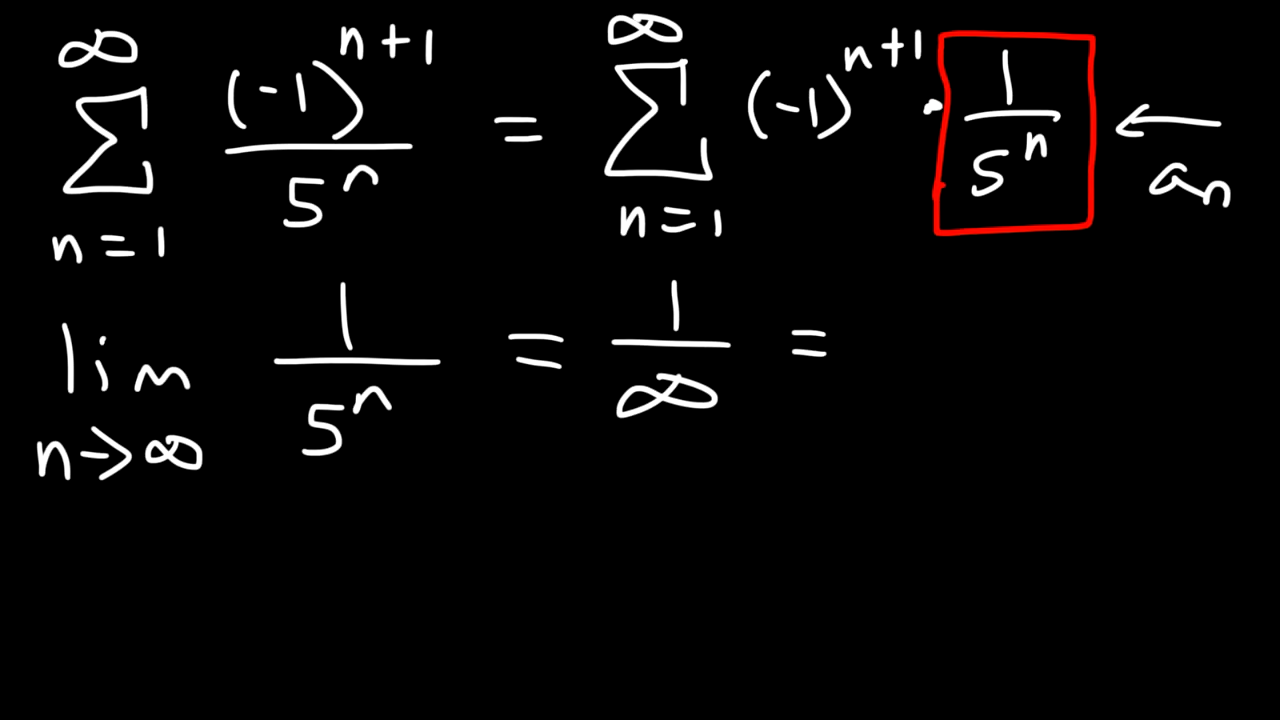 ∞ ∑ n=1 (-1)^(n+1) / 5^n = ∞ ∑ n=1 (-1)^(n+1) · 1/5^n ← aₙ
lim n→∞ 1/5^n = 1/∞ =